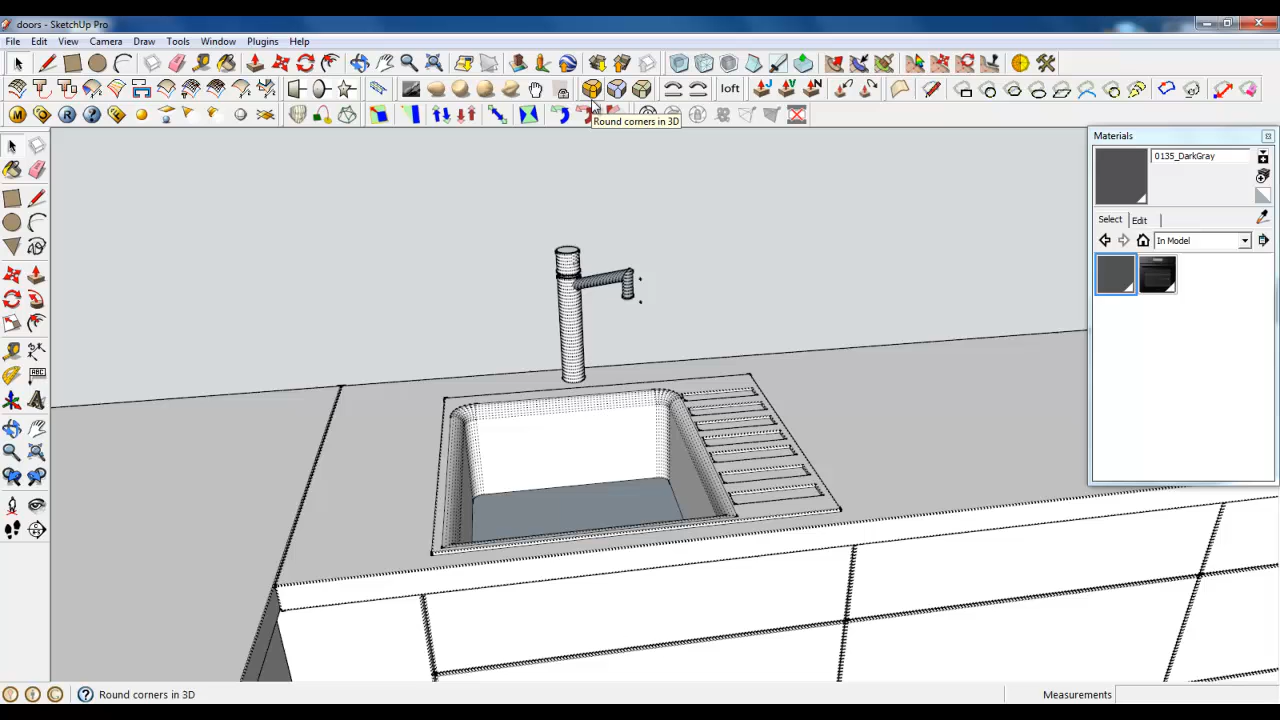 doors - SketchUp Pro
File Edit View Camera Draw Tools Window Plugins Help
loft
Round corners in 3D
Materials
0135_DarkGray
Select Edit
In Model
ABC
Round corners in 3D
Measurements